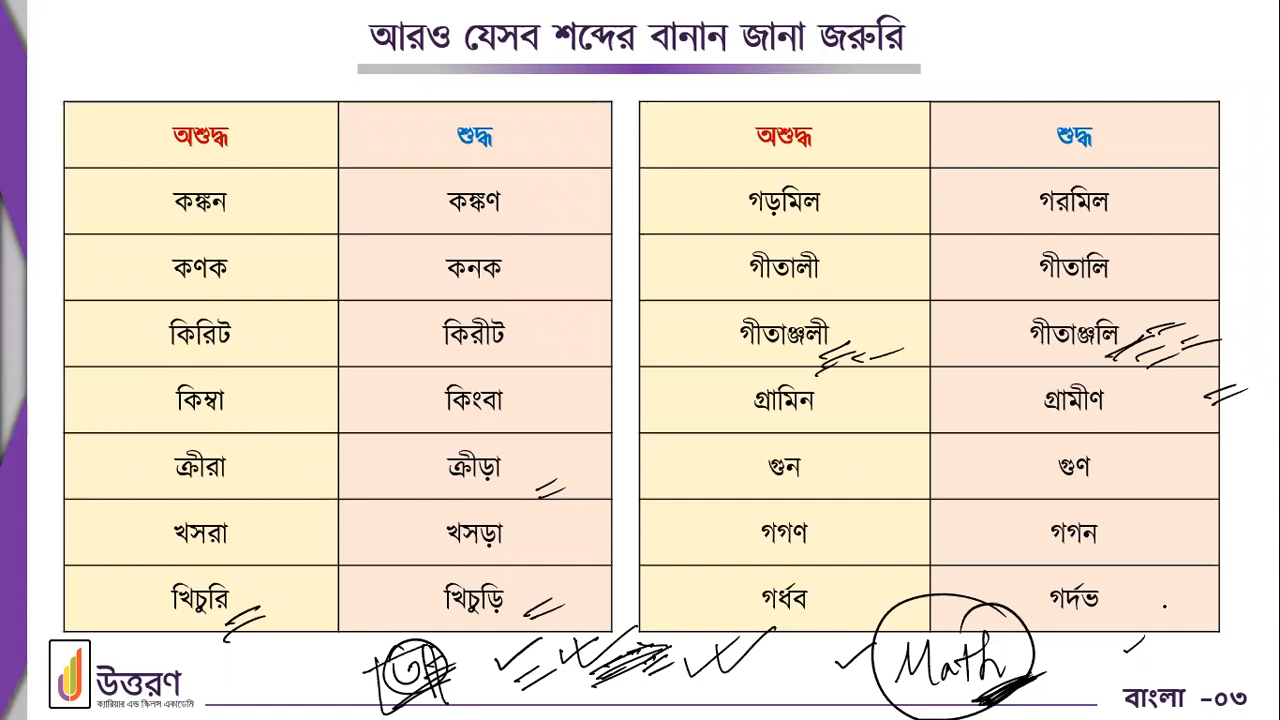 আরও যেসব শব্দের বানান জানা জরুরি
অশুদ্ধ শুদ্ধ অশুদ্ধ শুদ্ধ
কঙ্কন কঙ্কণ গড়মিল গরমিল
কণক কনক গীতালী গীতালি
কিরিট কিরীট গীতাঞ্জলী গীতাঞ্জলি
কিম্বা কিংবা গ্রামিন গ্রামীণ
ক্রীরা ক্রীড়া গুন গুণ
খসরা খসড়া গগণ গগন
খিচুরি খিচুড়ি গর্ধব গর্দভ
৩ Math
উত্তরণ
ক্যারিয়ার এন্ড স্কিলস একাডেমি
বাংলা -০৩